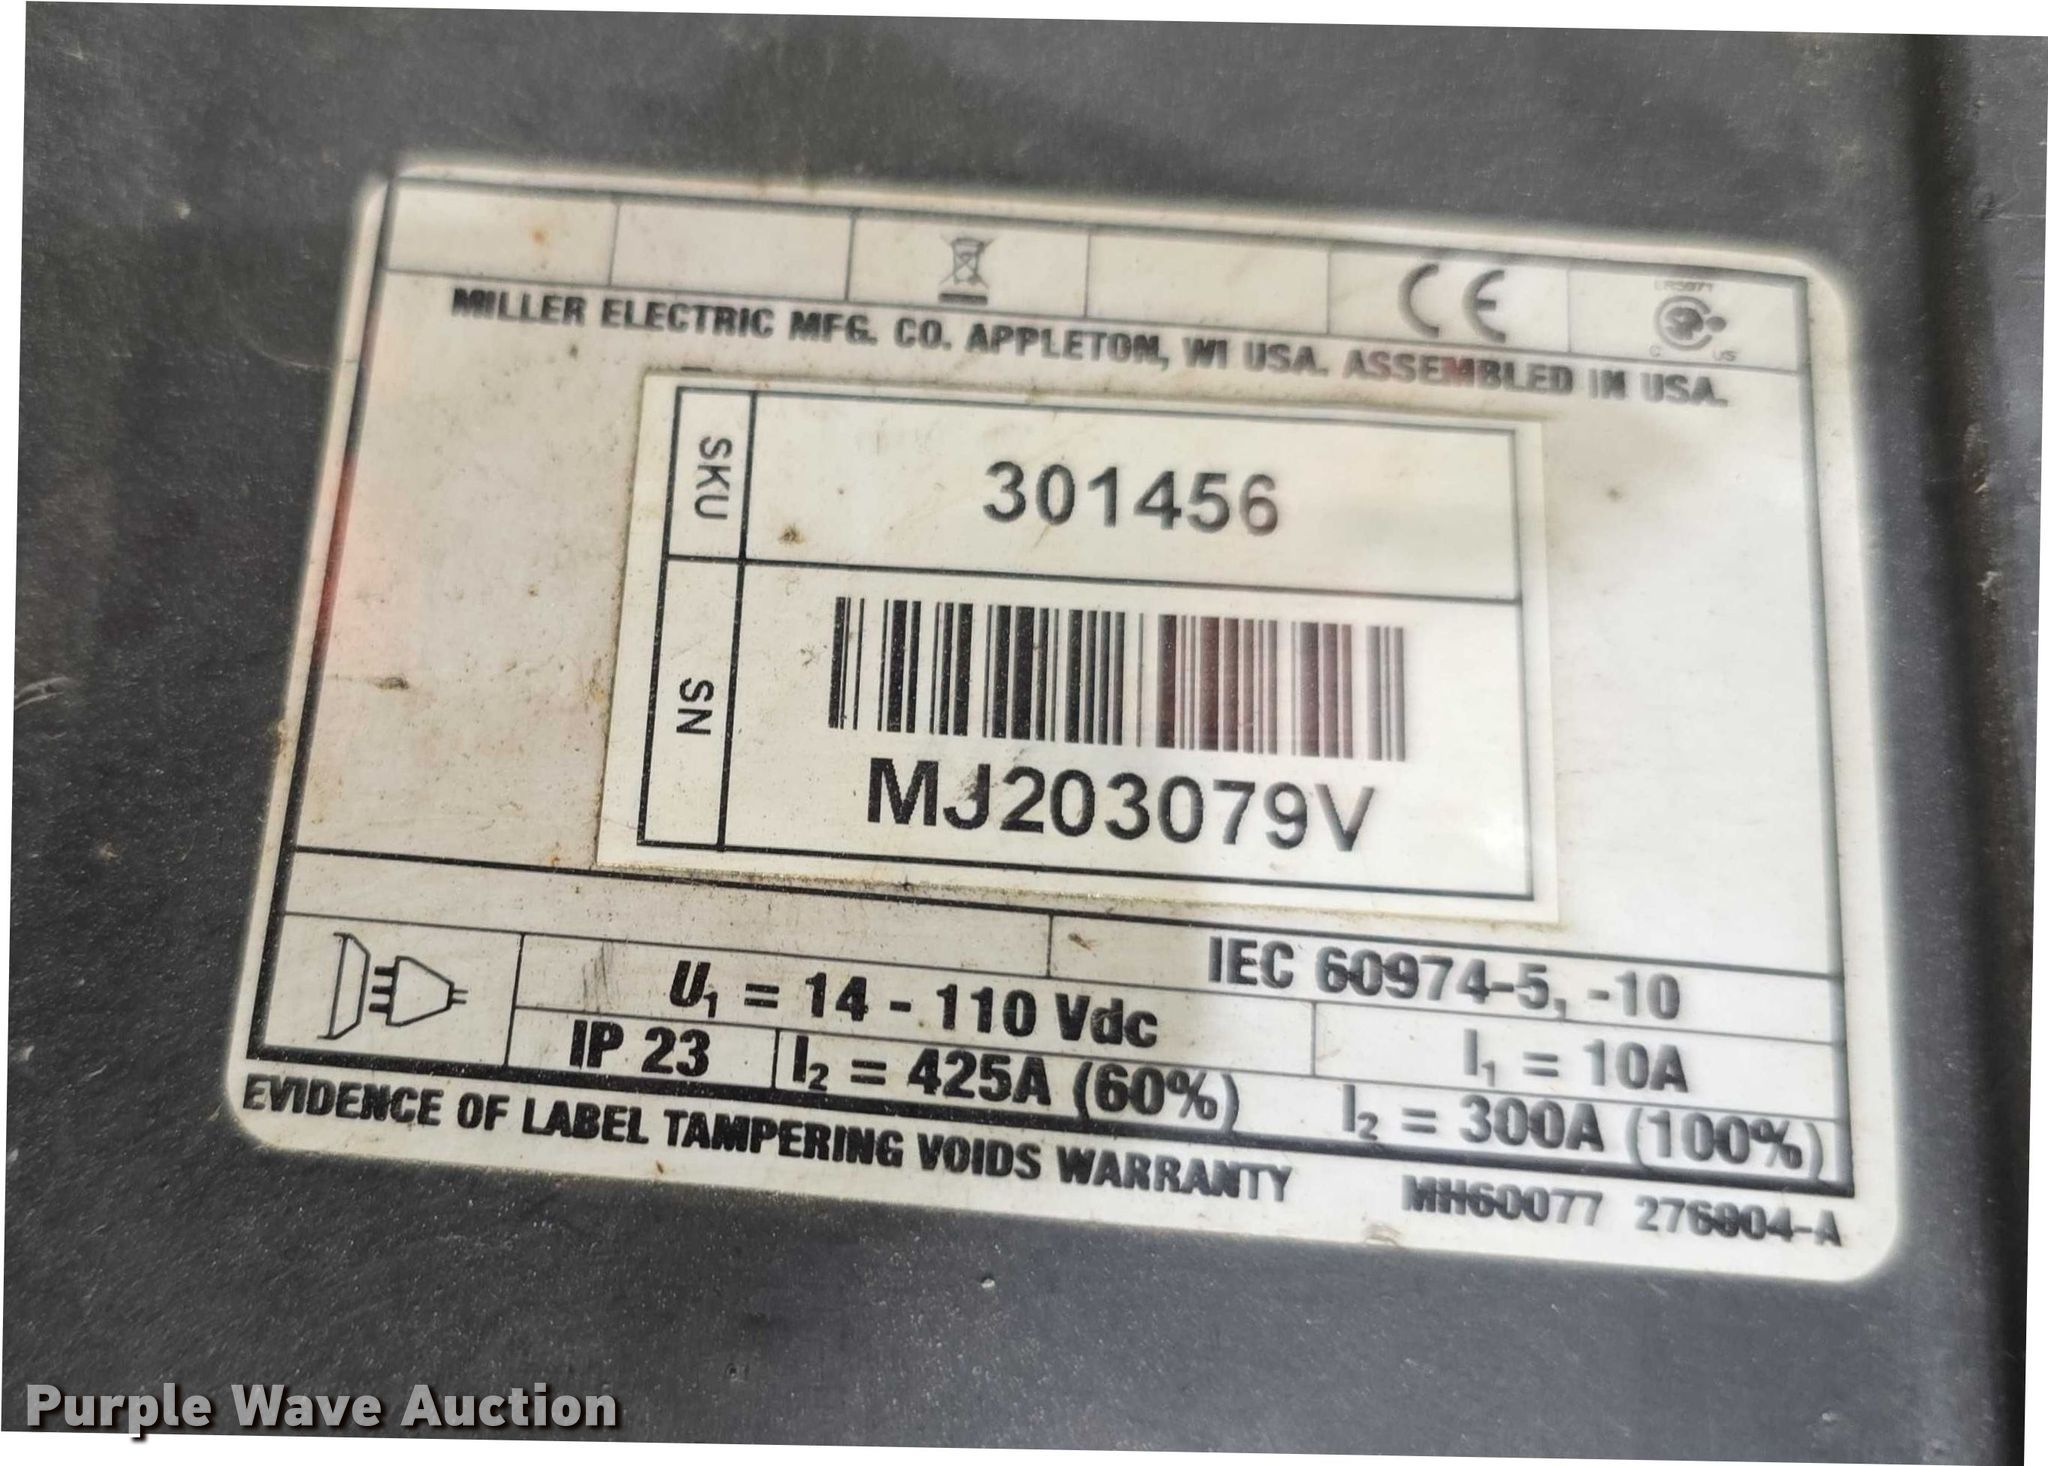 CE
C US
MILLER ELECTRIC MFG. CO. APPLETON, WI USA. ASSEMBLED IN USA.
SKU
301456
SN
MJ203079V
IEC 60974-5, -10
U1 = 14 - 110 Vdc
I1 = 10A
IP 23
I2 = 425A (60%)
I2 = 300A (100%)
EVIDENCE OF LABEL TAMPERING VOIDS WARRANTY
MH60077 276904-A
Purple Wave Auction